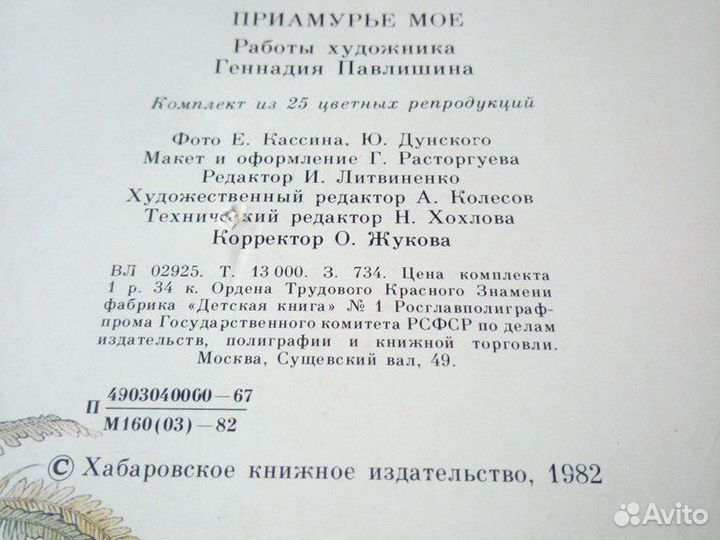 ПРИАМУРЬЕ МОЕ
Работы художника
Геннадия Павлишина
Комплект из 25 цветных репродукций
Фото Е. Кассина, Ю. Дунского
Макет и оформление Г. Расторгуева
Редактор И. Литвиненко
Художественный редактор А. Колесов
Технический редактор Н. Хохлова
Корректор О. Жукова
ВЛ 02925. Т. 13 000. З. 734. Цена комплекта
1 р. 34 к. Ордена Трудового Красного Знамени
фабрика «Детская книга» № 1 Росглавполиграф-
прома Государственного комитета РСФСР по делам
издательств, полиграфии и книжной торговли.
Москва, Сущевский вал, 49.
П 4903040060—67
М160(03)—82
© Хабаровское книжное издательство, 1982
Avito